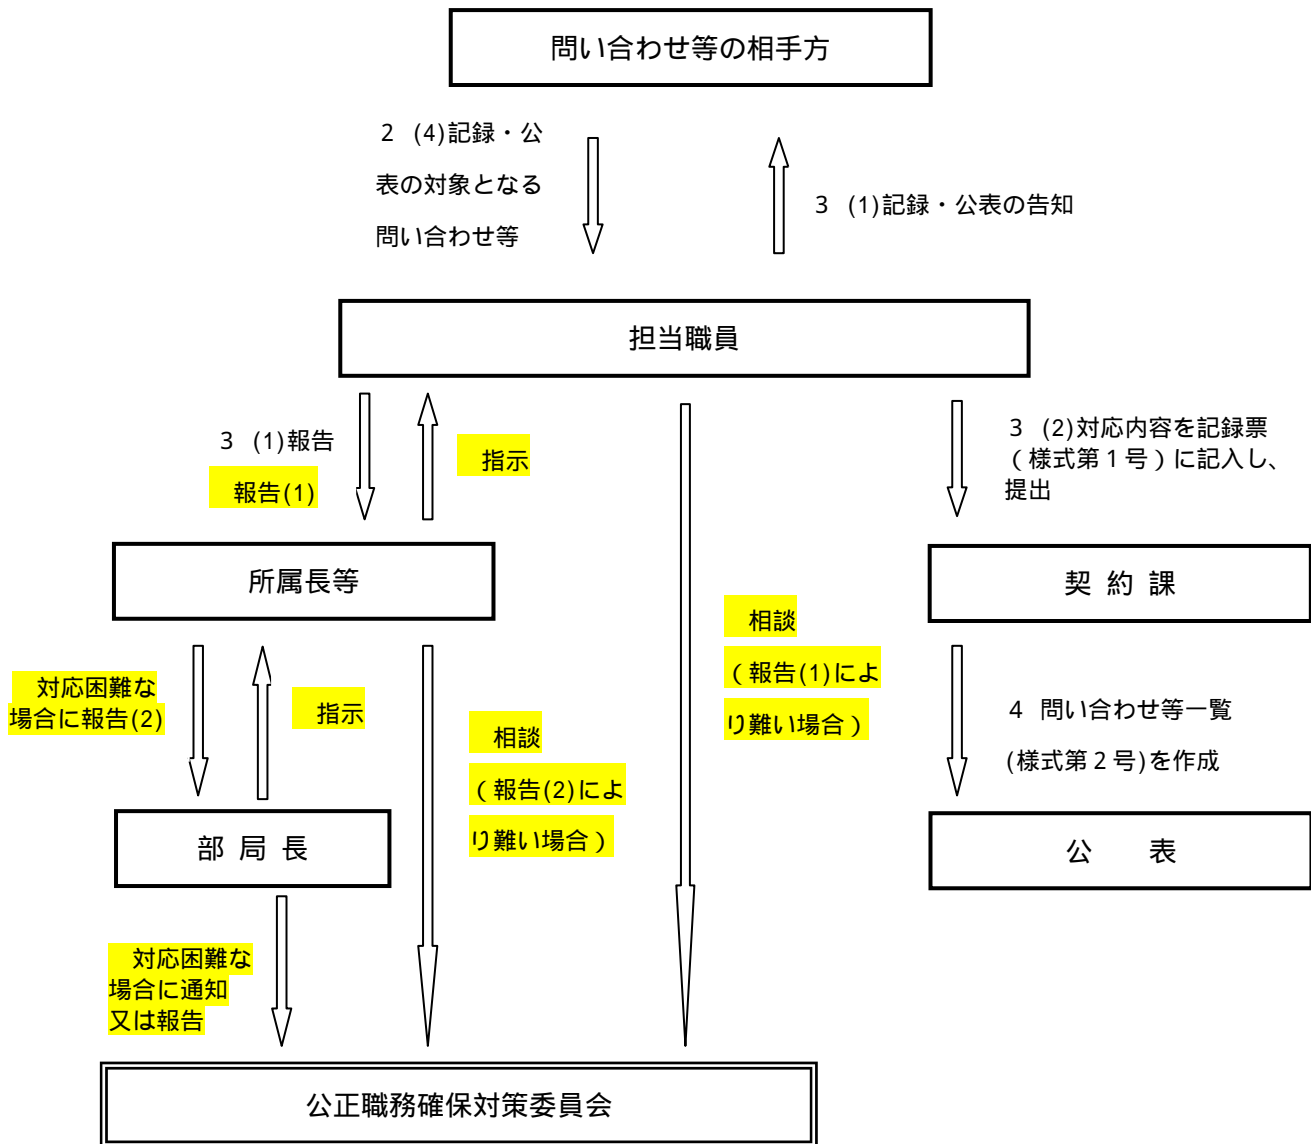 問い合わせ等の相手方
2 (4)記録・公
表の対象となる
問い合わせ等
3 (1)記録・公表の告知
担当職員
3 (1)報告
報告(1)
指示
3 (2)対応内容を記録票
（様式第1号）に記入し、
提出
所属長等
契 約 課
対応困難な
場合に報告(2)
指示
相談
（報告(2)によ
り難い場合）
相談
（報告(1)によ
り難い場合）
4 問い合わせ等一覧
(様式第2号)を作成
部 局 長
公　表
対応困難な
場合に通知
又は報告
公正職務確保対策委員会